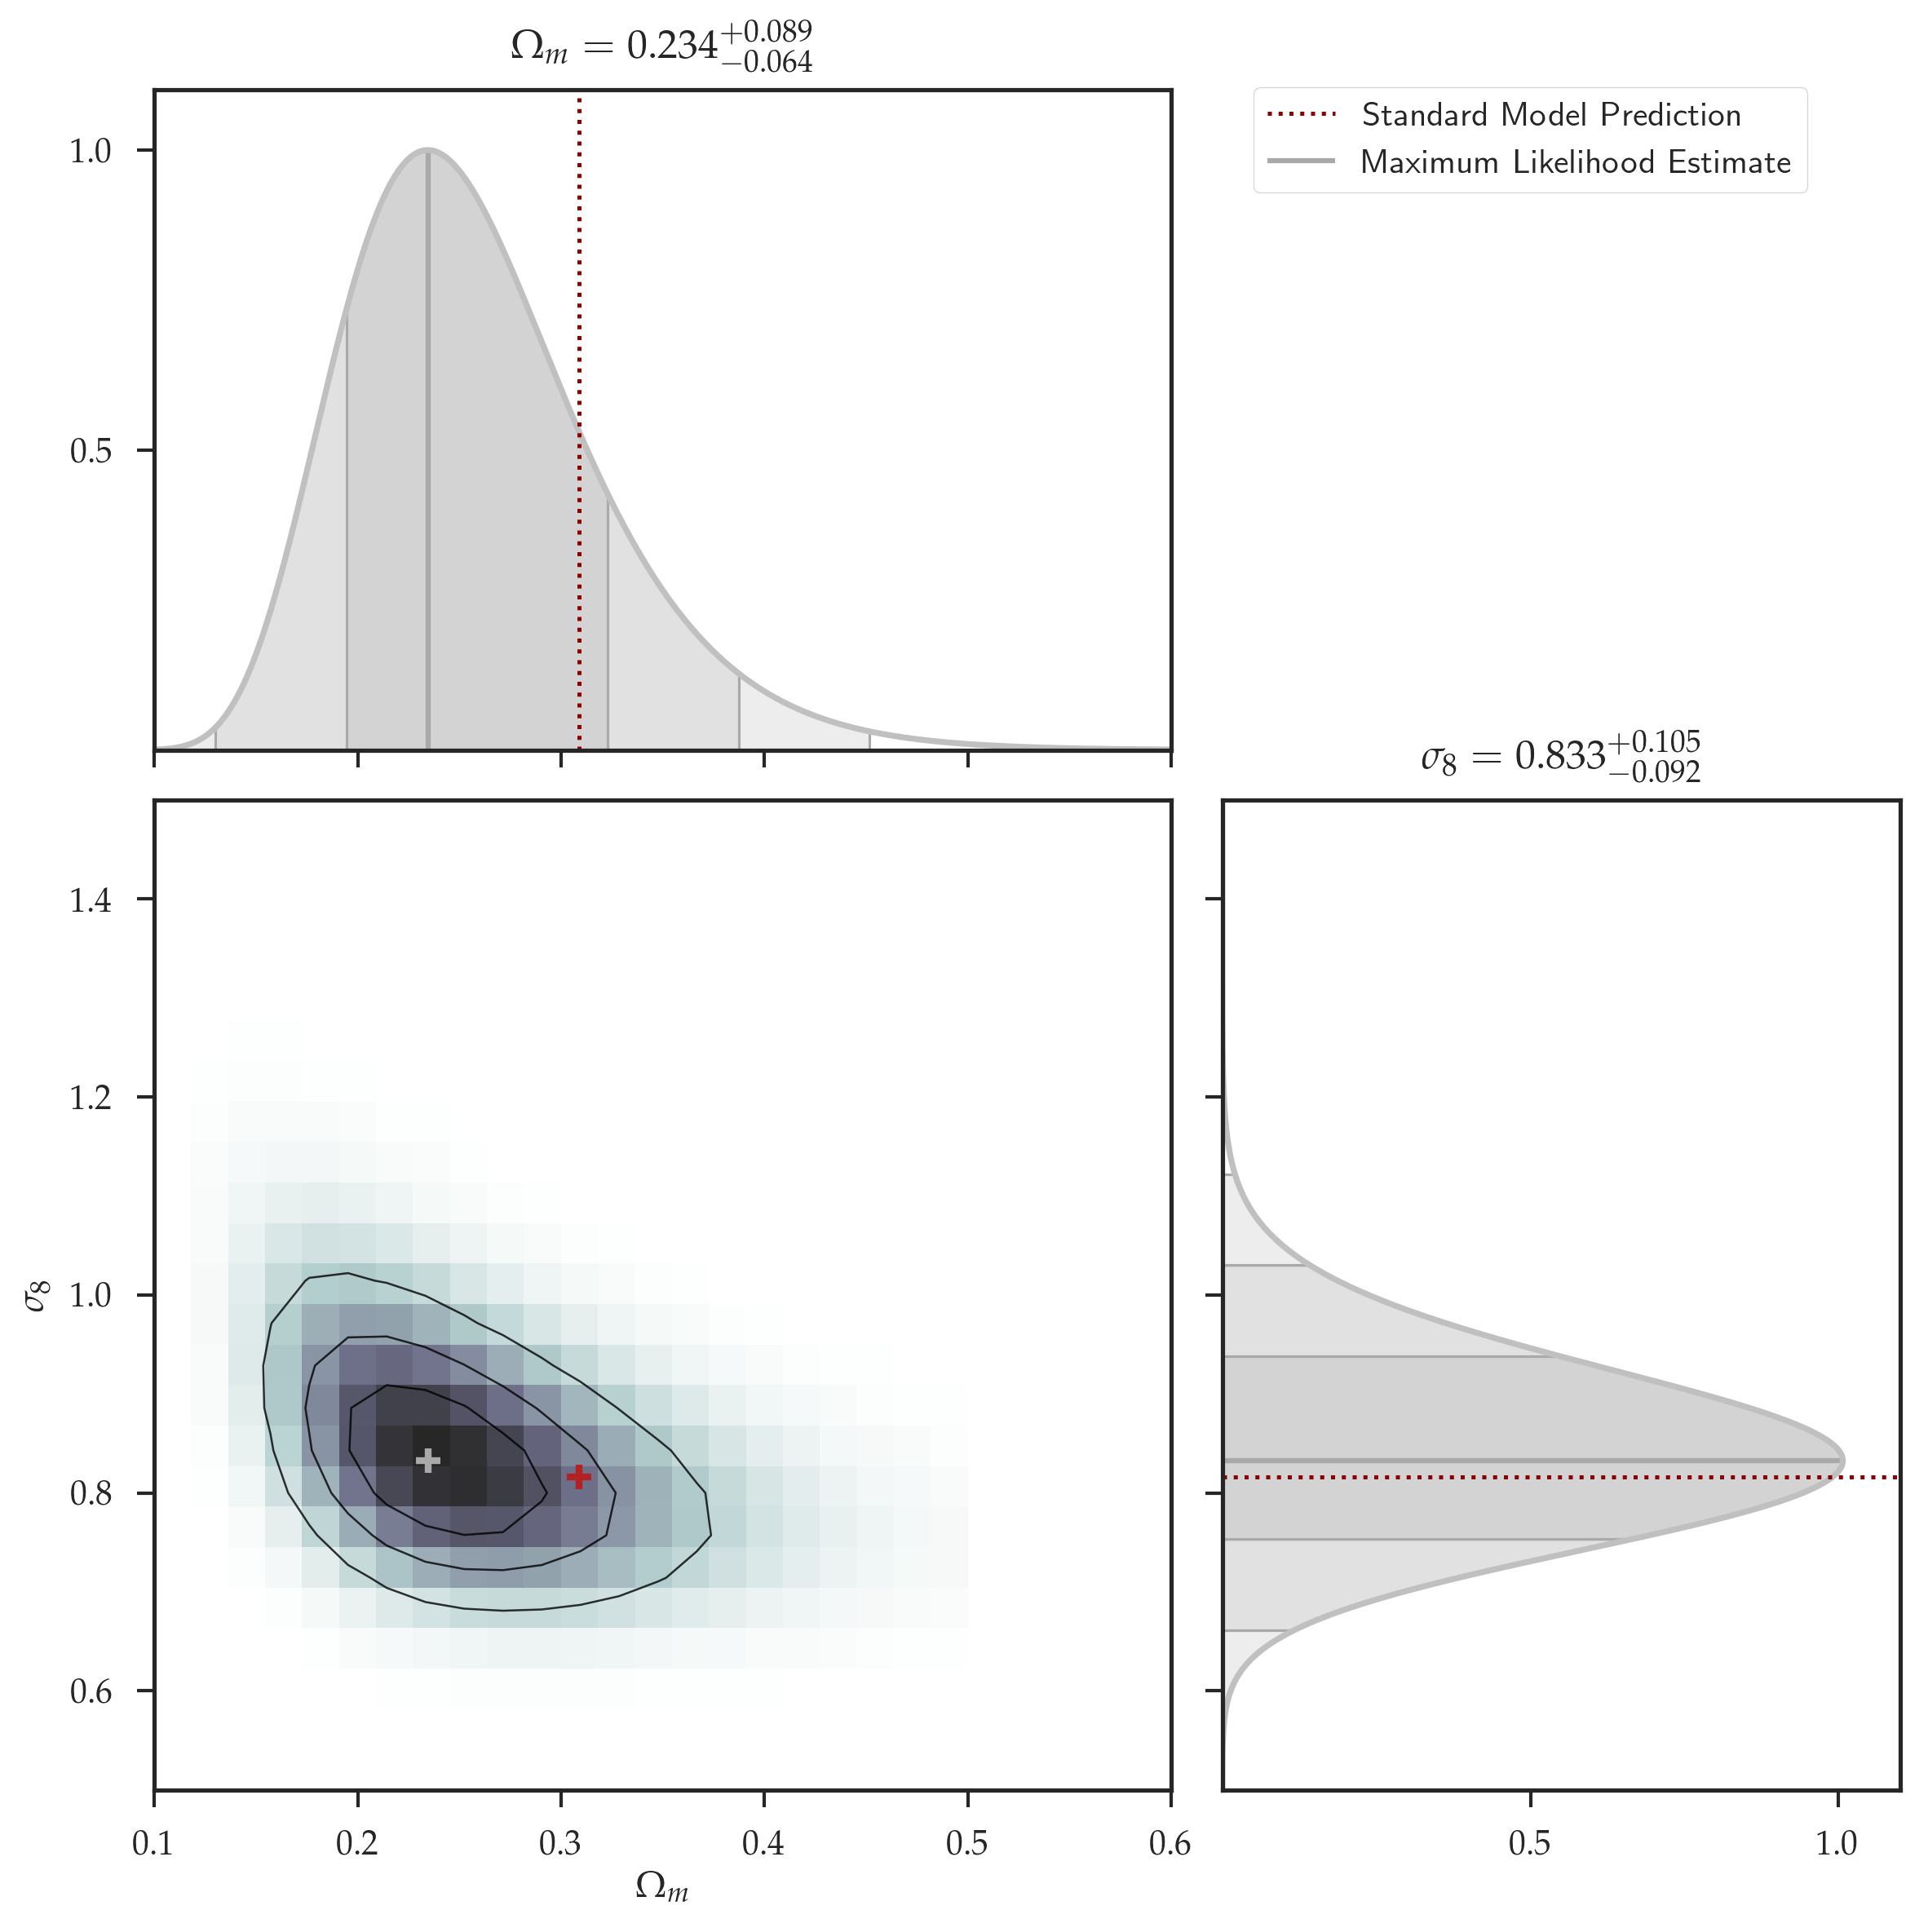 Ωₘ = 0.234 +0.089 −0.064
Standard Model Prediction
Maximum Likelihood Estimate
1.0
0.5
σ₈ = 0.833 +0.105 −0.092
1.4
1.2
1.0
0.8
0.6
σ₈
0.1 0.2 0.3 0.4 0.5 0.6
0.5 1.0
Ωₘ